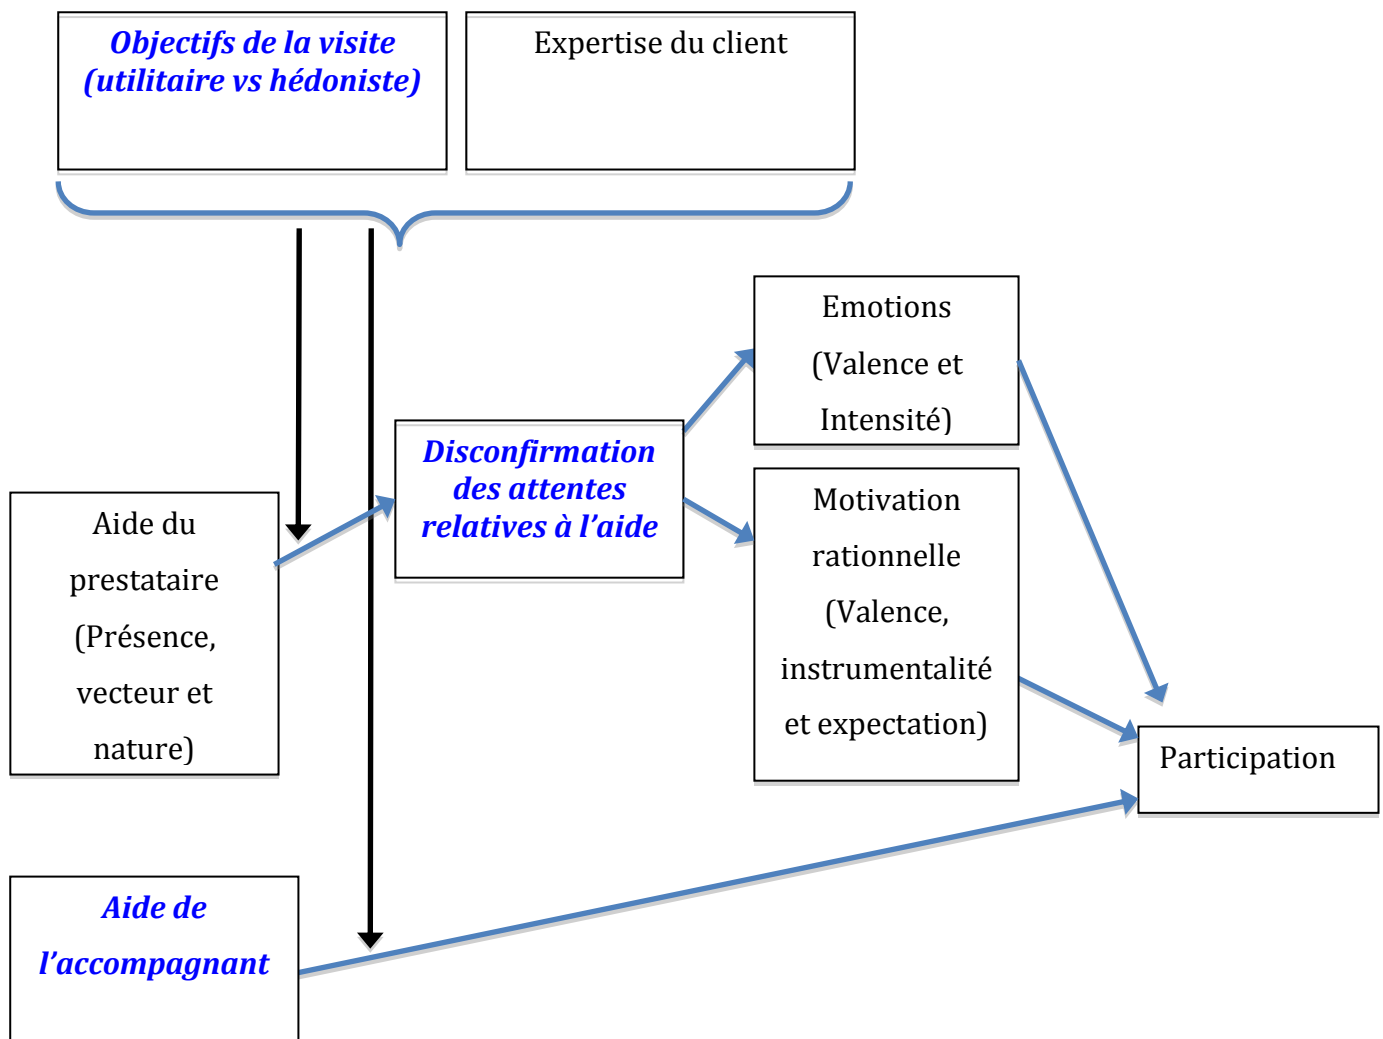 Objectifs de la visite
(utilitaire vs hédoniste)
Expertise du client
Emotions
(Valence et
Intensité)
Disconfirmation
des attentes
relatives à l’aide
Motivation
rationnelle
(Valence,
instrumentalité
et expectation)
Aide du
prestataire
(Présence,
vecteur et
nature)
Participation
Aide de
l’accompagnant